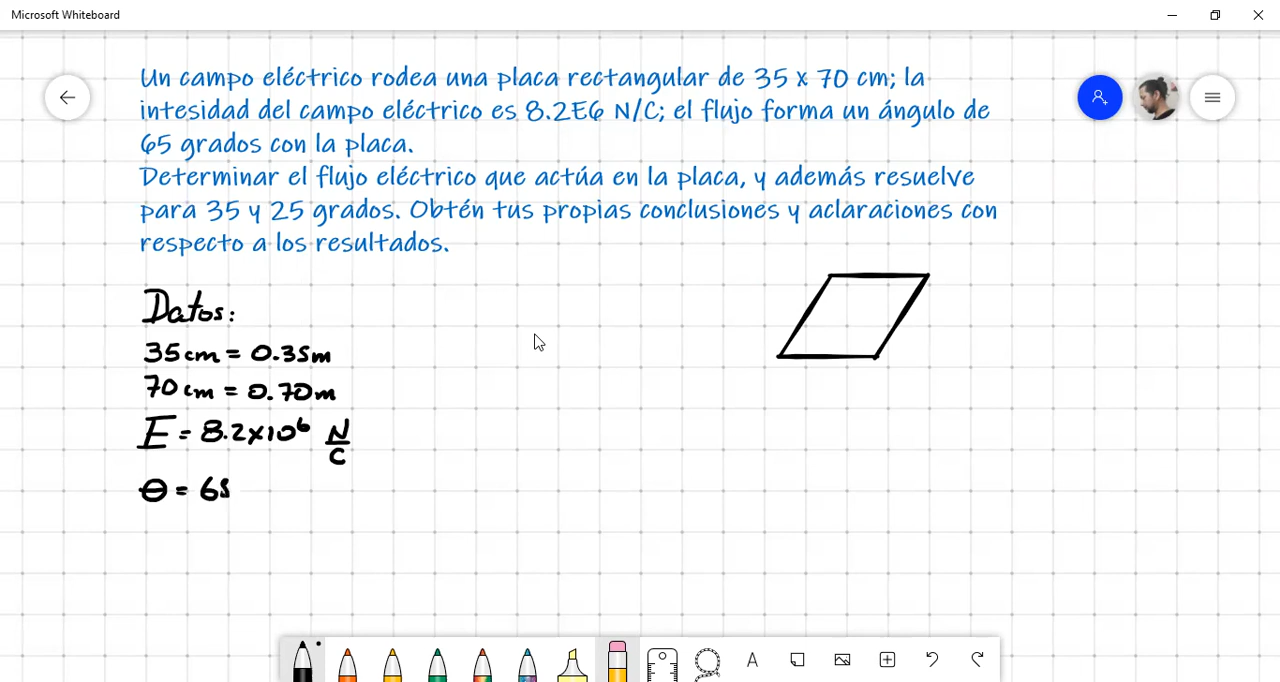 Microsoft Whiteboard
Un campo eléctrico rodea una placa rectangular de 35 x 70 cm; la
intesidad del campo eléctrico es 8.2E6 N/C; el flujo forma un ángulo de
65 grados con la placa.
Determinar el flujo eléctrico que actúa en la placa, y además resuelve
para 35 y 25 grados. Obtén tus propias conclusiones y aclaraciones con
respecto a los resultados.
Datos:
35cm = 0.35m
70cm = 0.70m
E = 8.2x10⁶ N/C
θ = 65